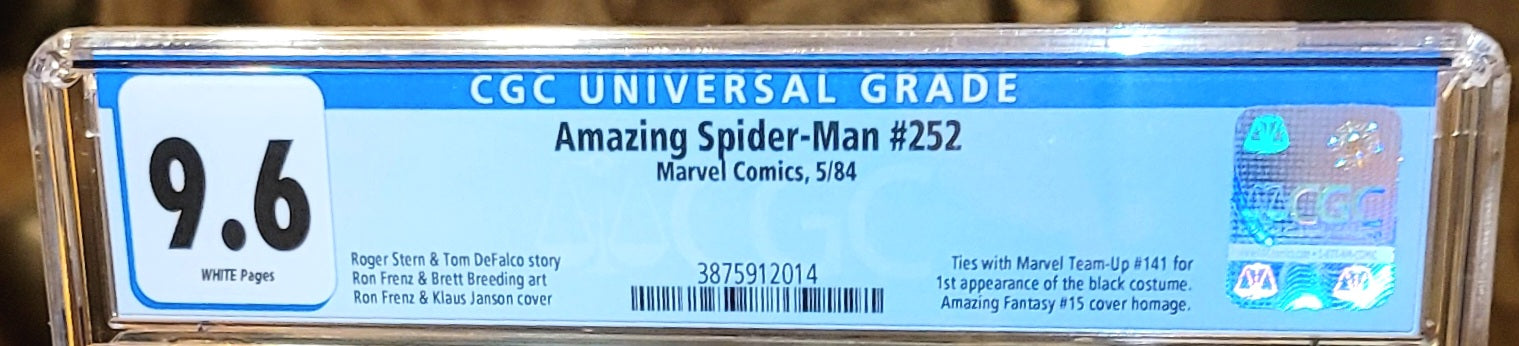 CGC UNIVERSAL GRADE
9.6
WHITE Pages
Amazing Spider-Man #252
Marvel Comics, 5/84
Roger Stern & Tom DeFalco story
Ron Frenz & Brett Breeding art
Ron Frenz & Klaus Janson cover
3875912014
Ties with Marvel Team-Up #141 for
1st appearance of the black costume.
Amazing Fantasy #15 cover homage.
CGC
CGC